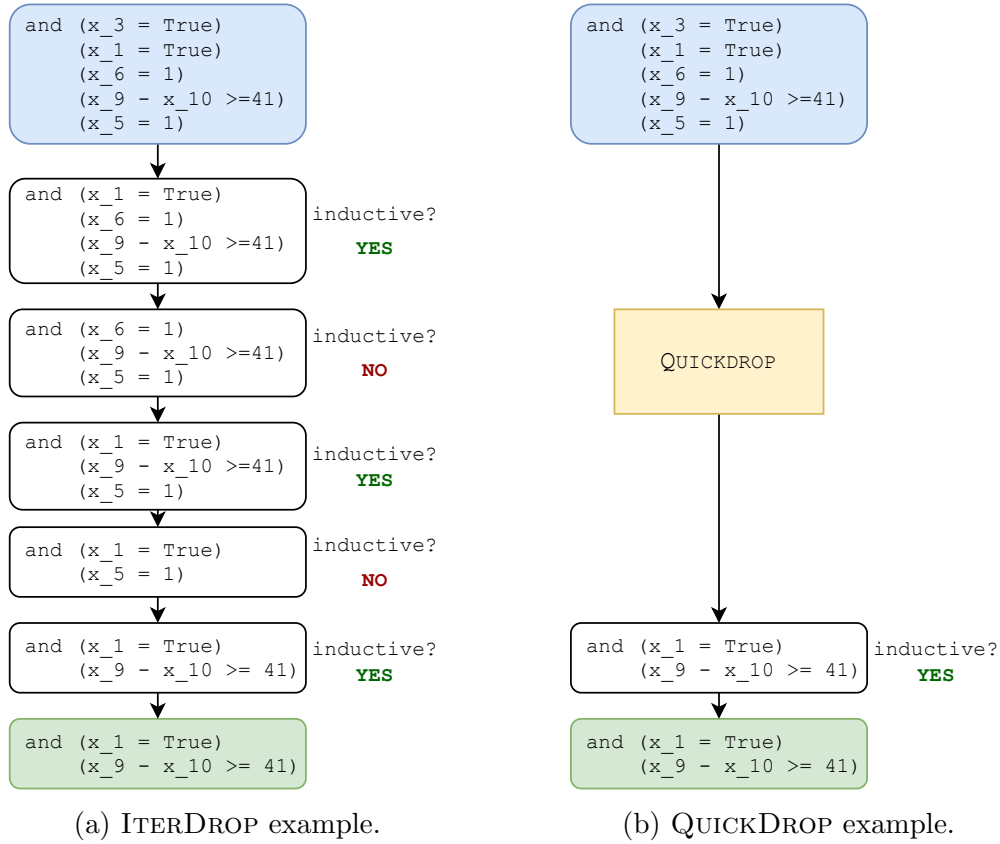 and (x_3 = True)
(x_1 = True)
(x_6 = 1)
(x_9 - x_10 >=41)
(x_5 = 1)
and (x_1 = True)
(x_6 = 1)
(x_9 - x_10 >=41)
(x_5 = 1)
inductive?
YES
and (x_6 = 1)
(x_9 - x_10 >=41)
(x_5 = 1)
inductive?
NO
and (x_1 = True)
(x_9 - x_10 >=41)
(x_5 = 1)
inductive?
YES
and (x_1 = True)
(x_5 = 1)
inductive?
NO
and (x_1 = True)
(x_9 - x_10 >= 41)
inductive?
YES
and (x_1 = True)
(x_9 - x_10 >= 41)
(a) ITERDROP example.
and (x_3 = True)
(x_1 = True)
(x_6 = 1)
(x_9 - x_10 >=41)
(x_5 = 1)
QUICKDROP
and (x_1 = True)
(x_9 - x_10 >= 41)
inductive?
YES
and (x_1 = True)
(x_9 - x_10 >= 41)
(b) QUICKDROP example.